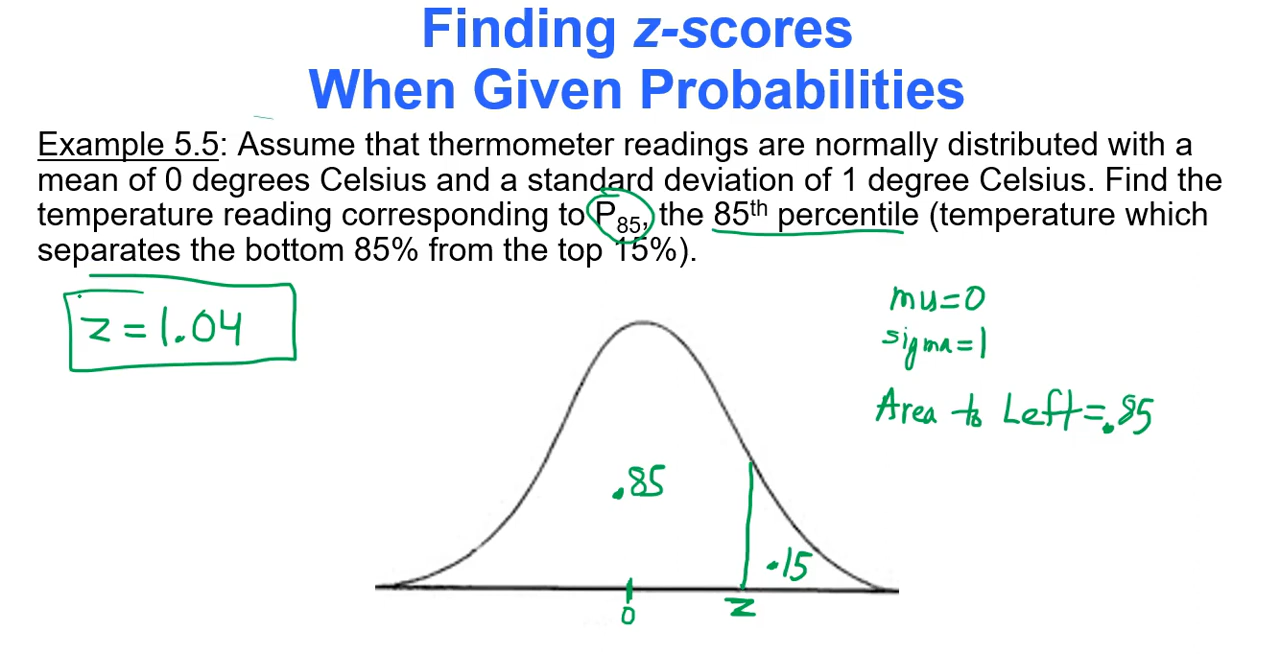 Finding z-scores
When Given Probabilities
Example 5.5: Assume that thermometer readings are normally distributed with a
mean of 0 degrees Celsius and a standard deviation of 1 degree Celsius. Find the
temperature reading corresponding to P85, the 85th percentile (temperature which
separates the bottom 85% from the top 15%).
z=1.04
mu=0
sigma=1
Area to Left=.85
.85
.15
0
z